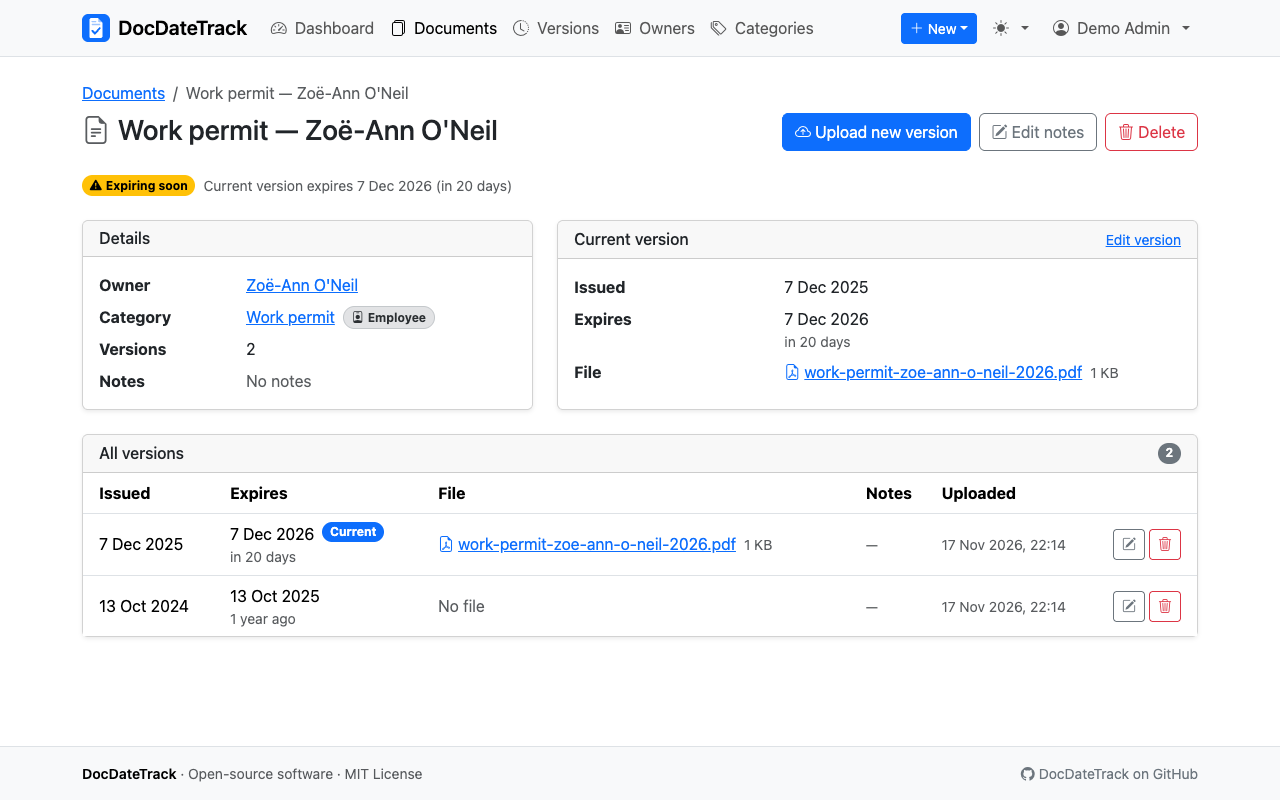 DocDateTrack Dashboard Documents Versions Owners Categories New Demo Admin
Documents / Work permit — Zoë-Ann O'Neil
Work permit — Zoë-Ann O'Neil Upload new version Edit notes Delete
Expiring soon Current version expires 7 Dec 2026 (in 20 days)
Details
Owner Zoë-Ann O'Neil
Category Work permit Employee
Versions 2
Notes No notes
Current version Edit version
Issued 7 Dec 2025
Expires 7 Dec 2026
in 20 days
File work-permit-zoe-ann-o-neil-2026.pdf 1 KB
All versions 2
Issued Expires File Notes Uploaded
7 Dec 2025 7 Dec 2026 Current work-permit-zoe-ann-o-neil-2026.pdf 1 KB — 17 Nov 2026, 22:14
in 20 days
13 Oct 2024 13 Oct 2025 No file — 17 Nov 2026, 22:14
1 year ago
DocDateTrack · Open-source software · MIT License DocDateTrack on GitHub